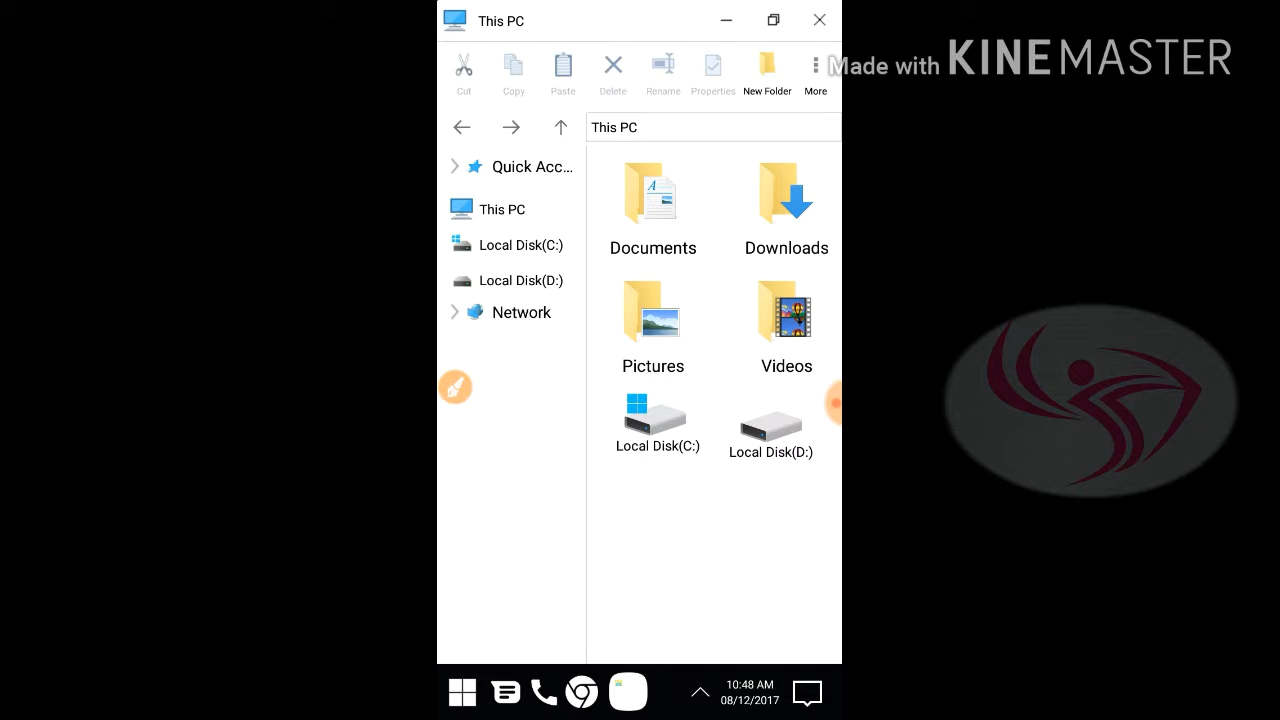 This PC
Made with KINEMASTER
Cut Copy Paste Delete Rename Properties New Folder More
This PC
Quick Acc...
This PC
Local Disk(C:)
Local Disk(D:)
Network
Documents Downloads
Pictures Videos
Local Disk(C:) Local Disk(D:)
10:48 AM
08/12/2017